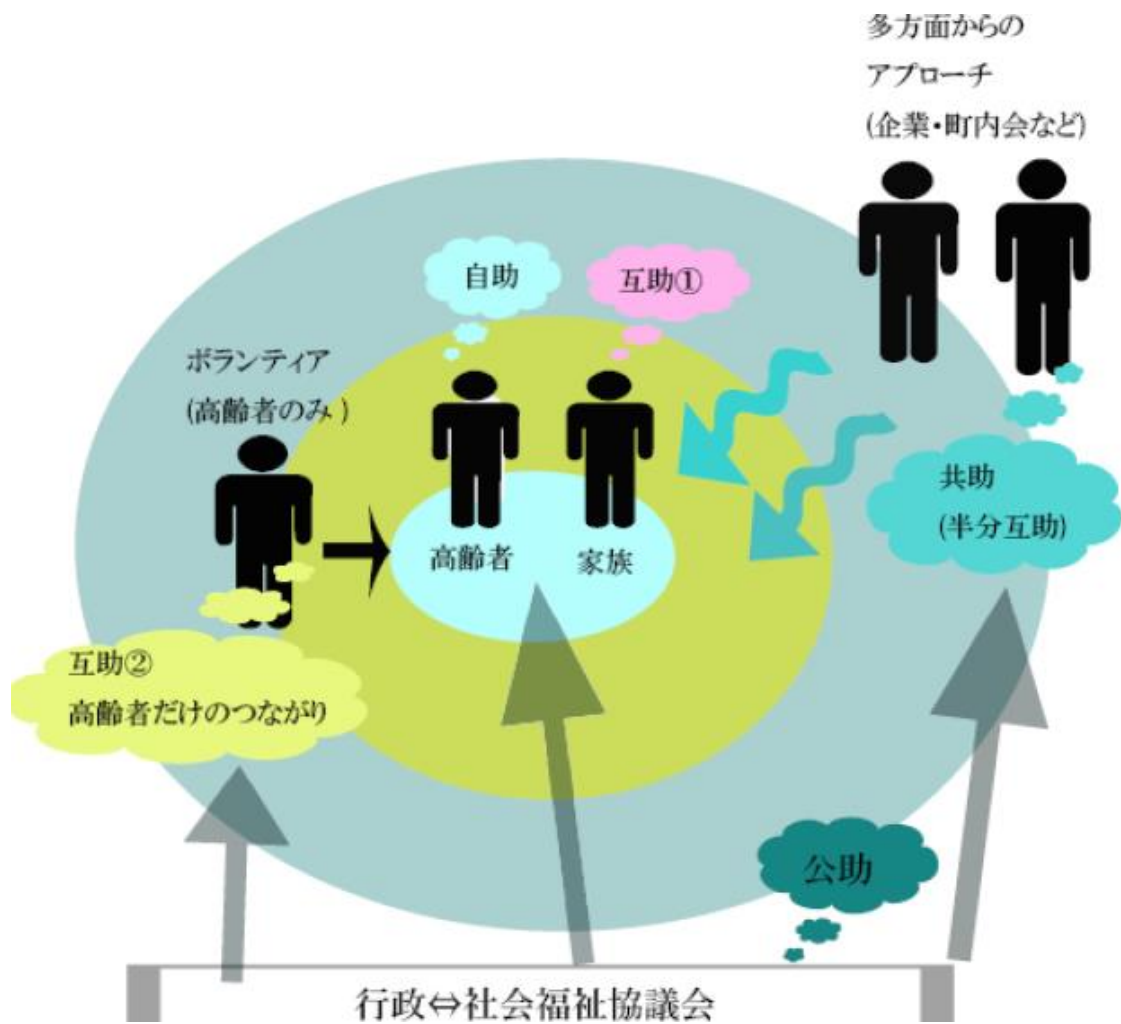 多方面からの
アプローチ
(企業・町内会など)
自助
互助①
ボランティア
(高齢者のみ)
共助
(半分互助)
高齢者
家族
互助②
高齢者だけのつながり
公助
行政⇔社会福祉協議会